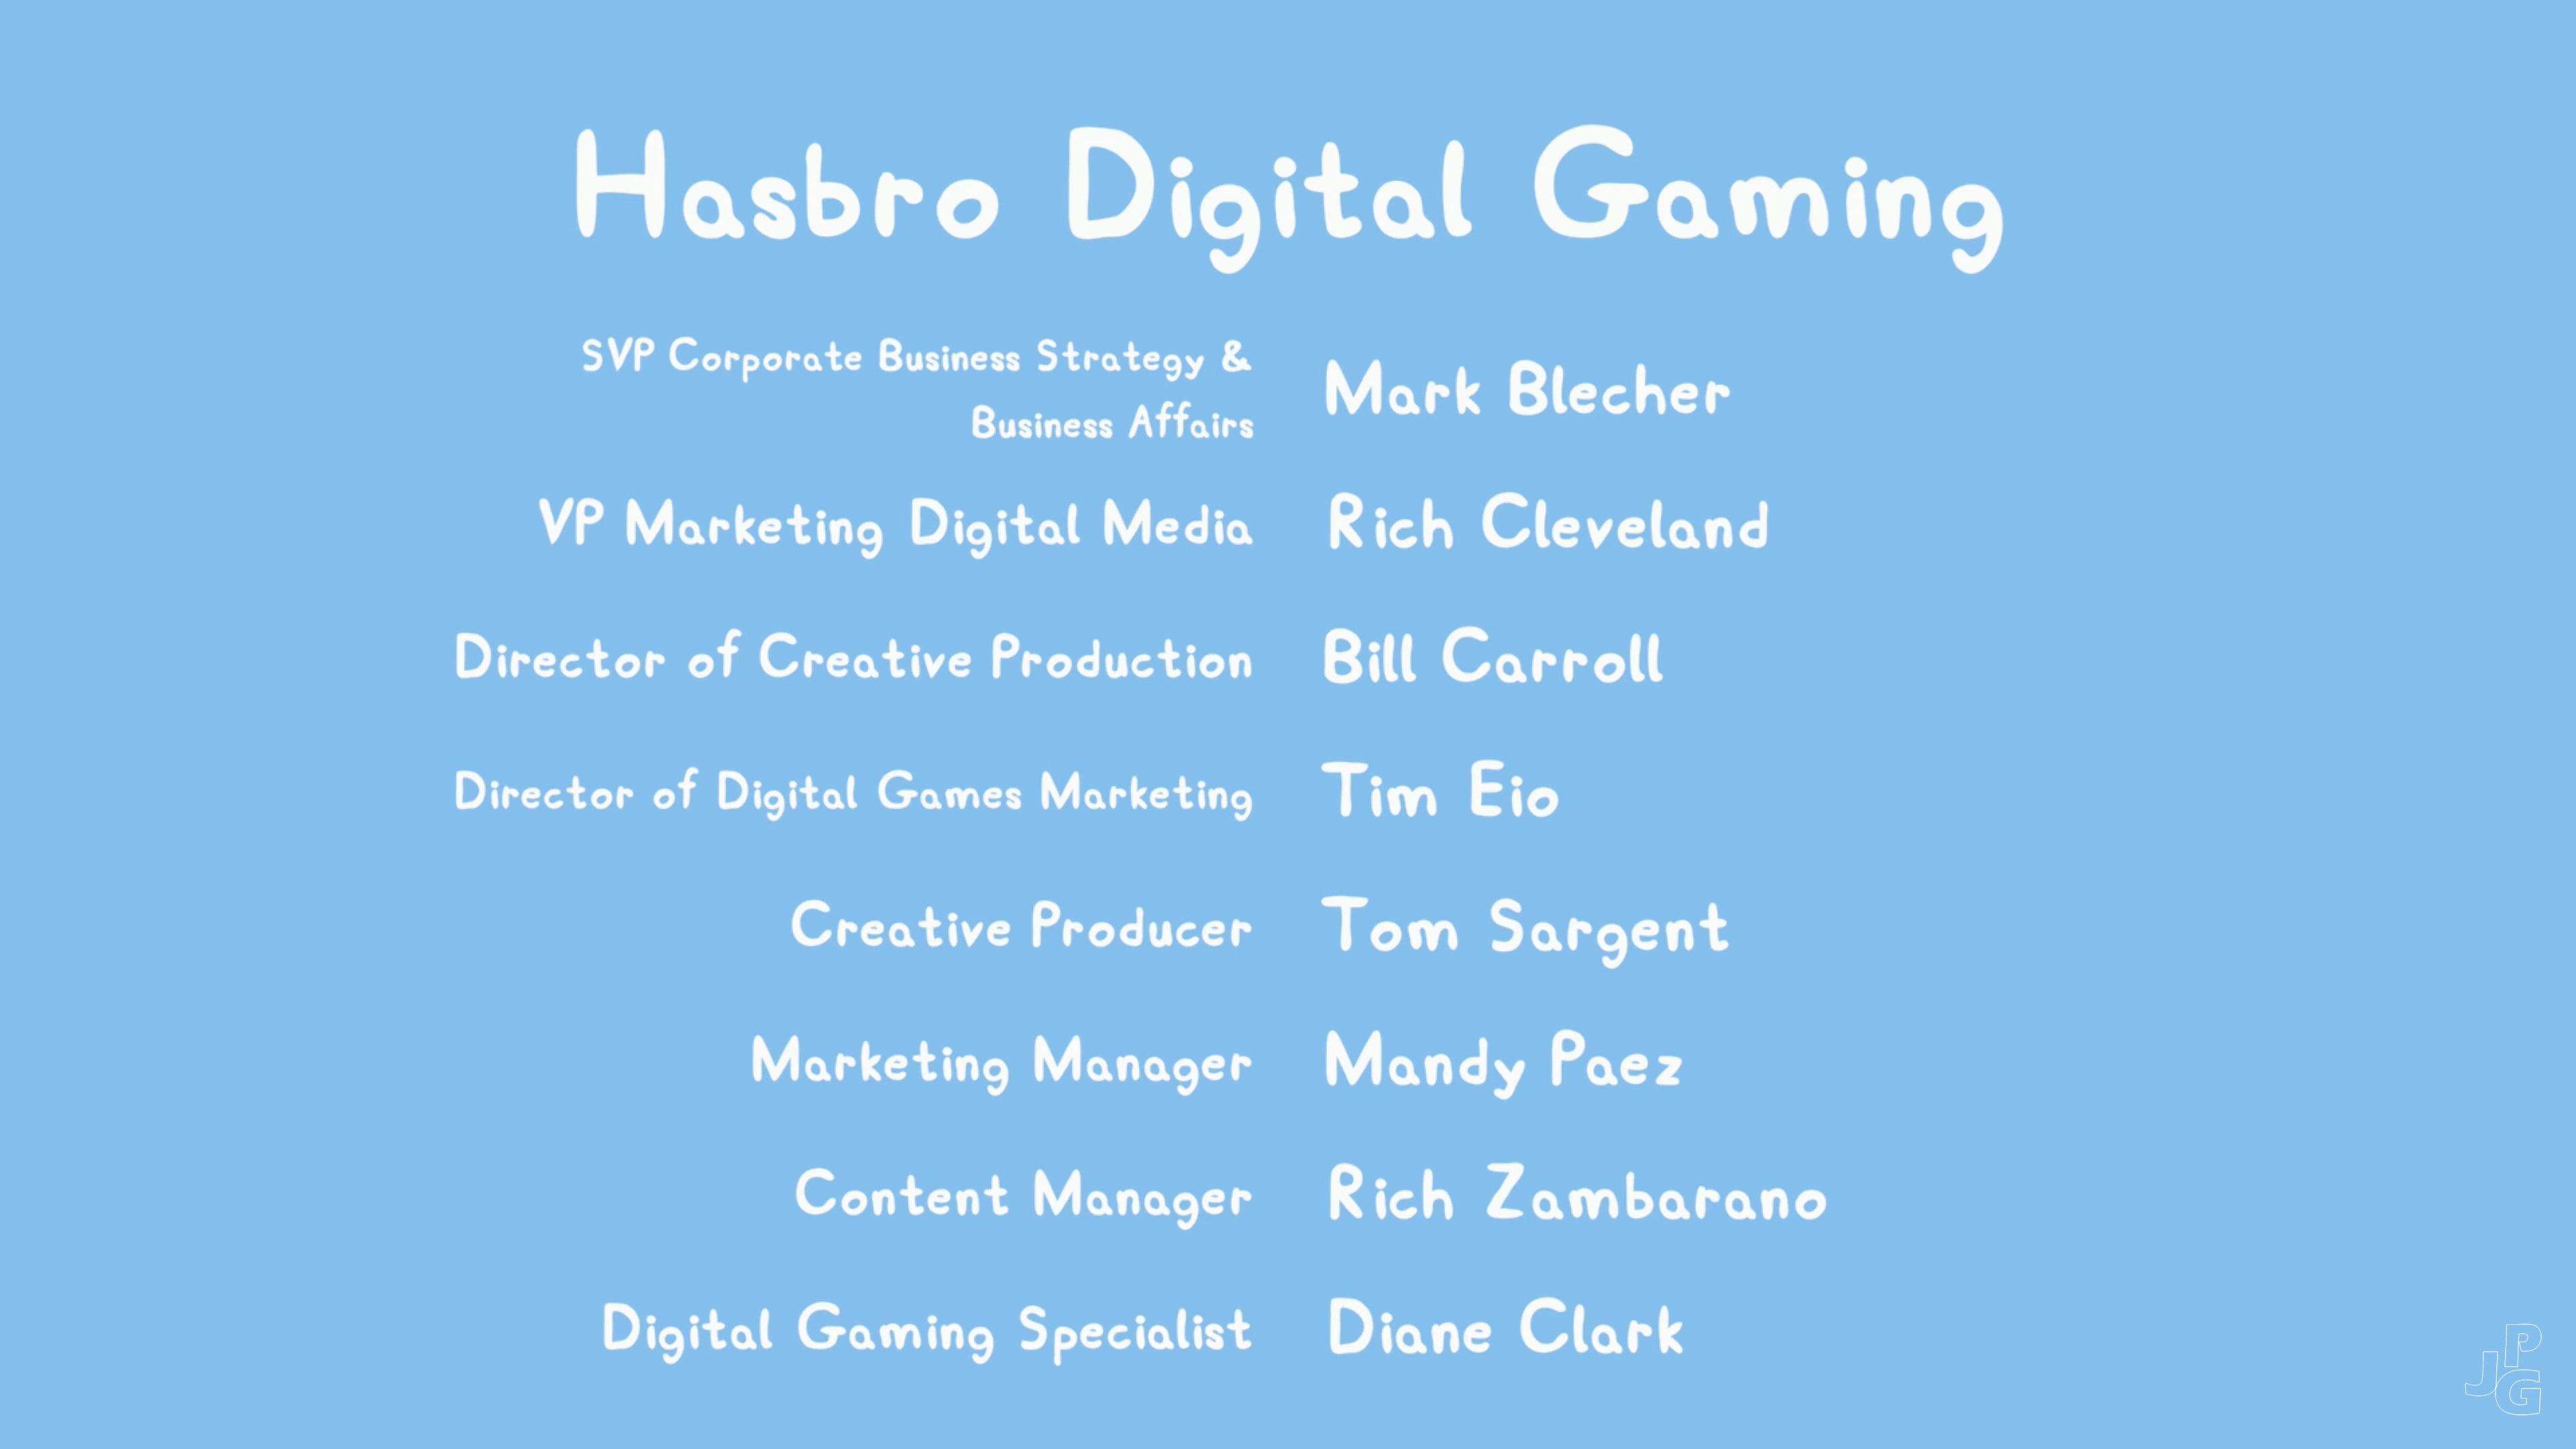 Hasbro Digital Gaming
SVP Corporate Business Strategy &
Business Affairs
Mark Blecher
VP Marketing Digital Media Rich Cleveland
Director of Creative Production Bill Carroll
Director of Digital Games Marketing Tim Eio
Creative Producer Tom Sargent
Marketing Manager Mandy Paez
Content Manager Rich Zambarano
Digital Gaming Specialist Diane Clark
JPG